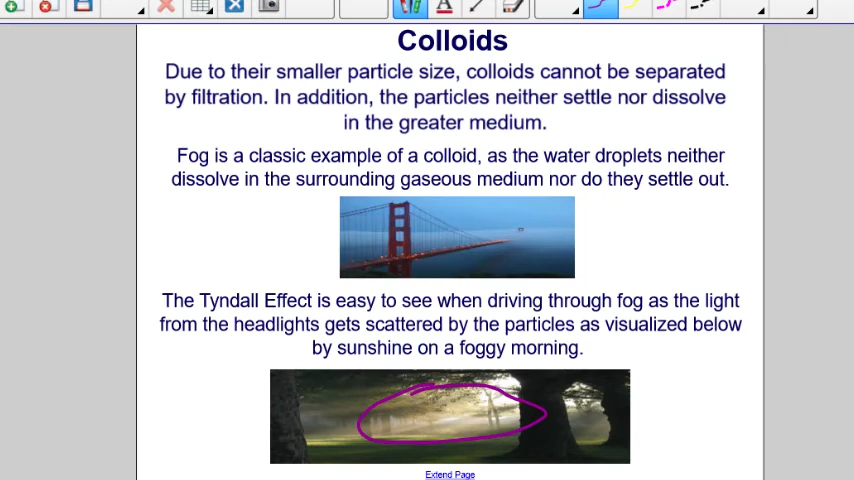 Colloids
Due to their smaller particle size, colloids cannot be separated
by filtration. In addition, the particles neither settle nor dissolve
in the greater medium.
Fog is a classic example of a colloid, as the water droplets neither
dissolve in the surrounding gaseous medium nor do they settle out.
The Tyndall Effect is easy to see when driving through fog as the light
from the headlights gets scattered by the particles as visualized below
by sunshine on a foggy morning.
Extend Page